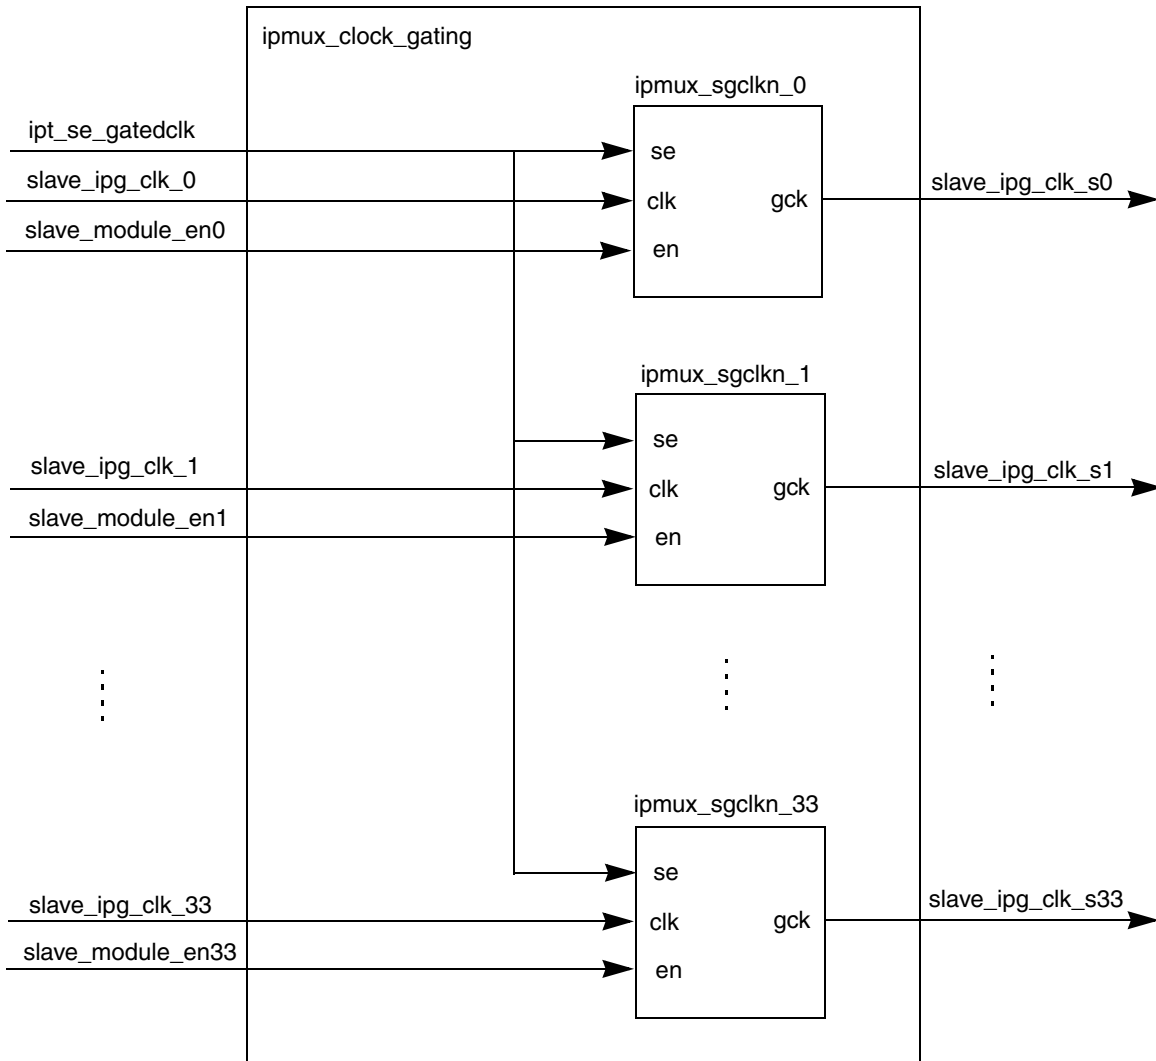 ipmux_clock_gating
ipmux_sgclkn_0
ipt_se_gatedclk
se
slave_ipg_clk_0
clk
gck
slave_ipg_clk_s0
slave_module_en0
en
ipmux_sgclkn_1
se
slave_ipg_clk_1
clk
gck
slave_ipg_clk_s1
slave_module_en1
en
ipmux_sgclkn_33
se
slave_ipg_clk_33
clk
gck
slave_ipg_clk_s33
slave_module_en33
en